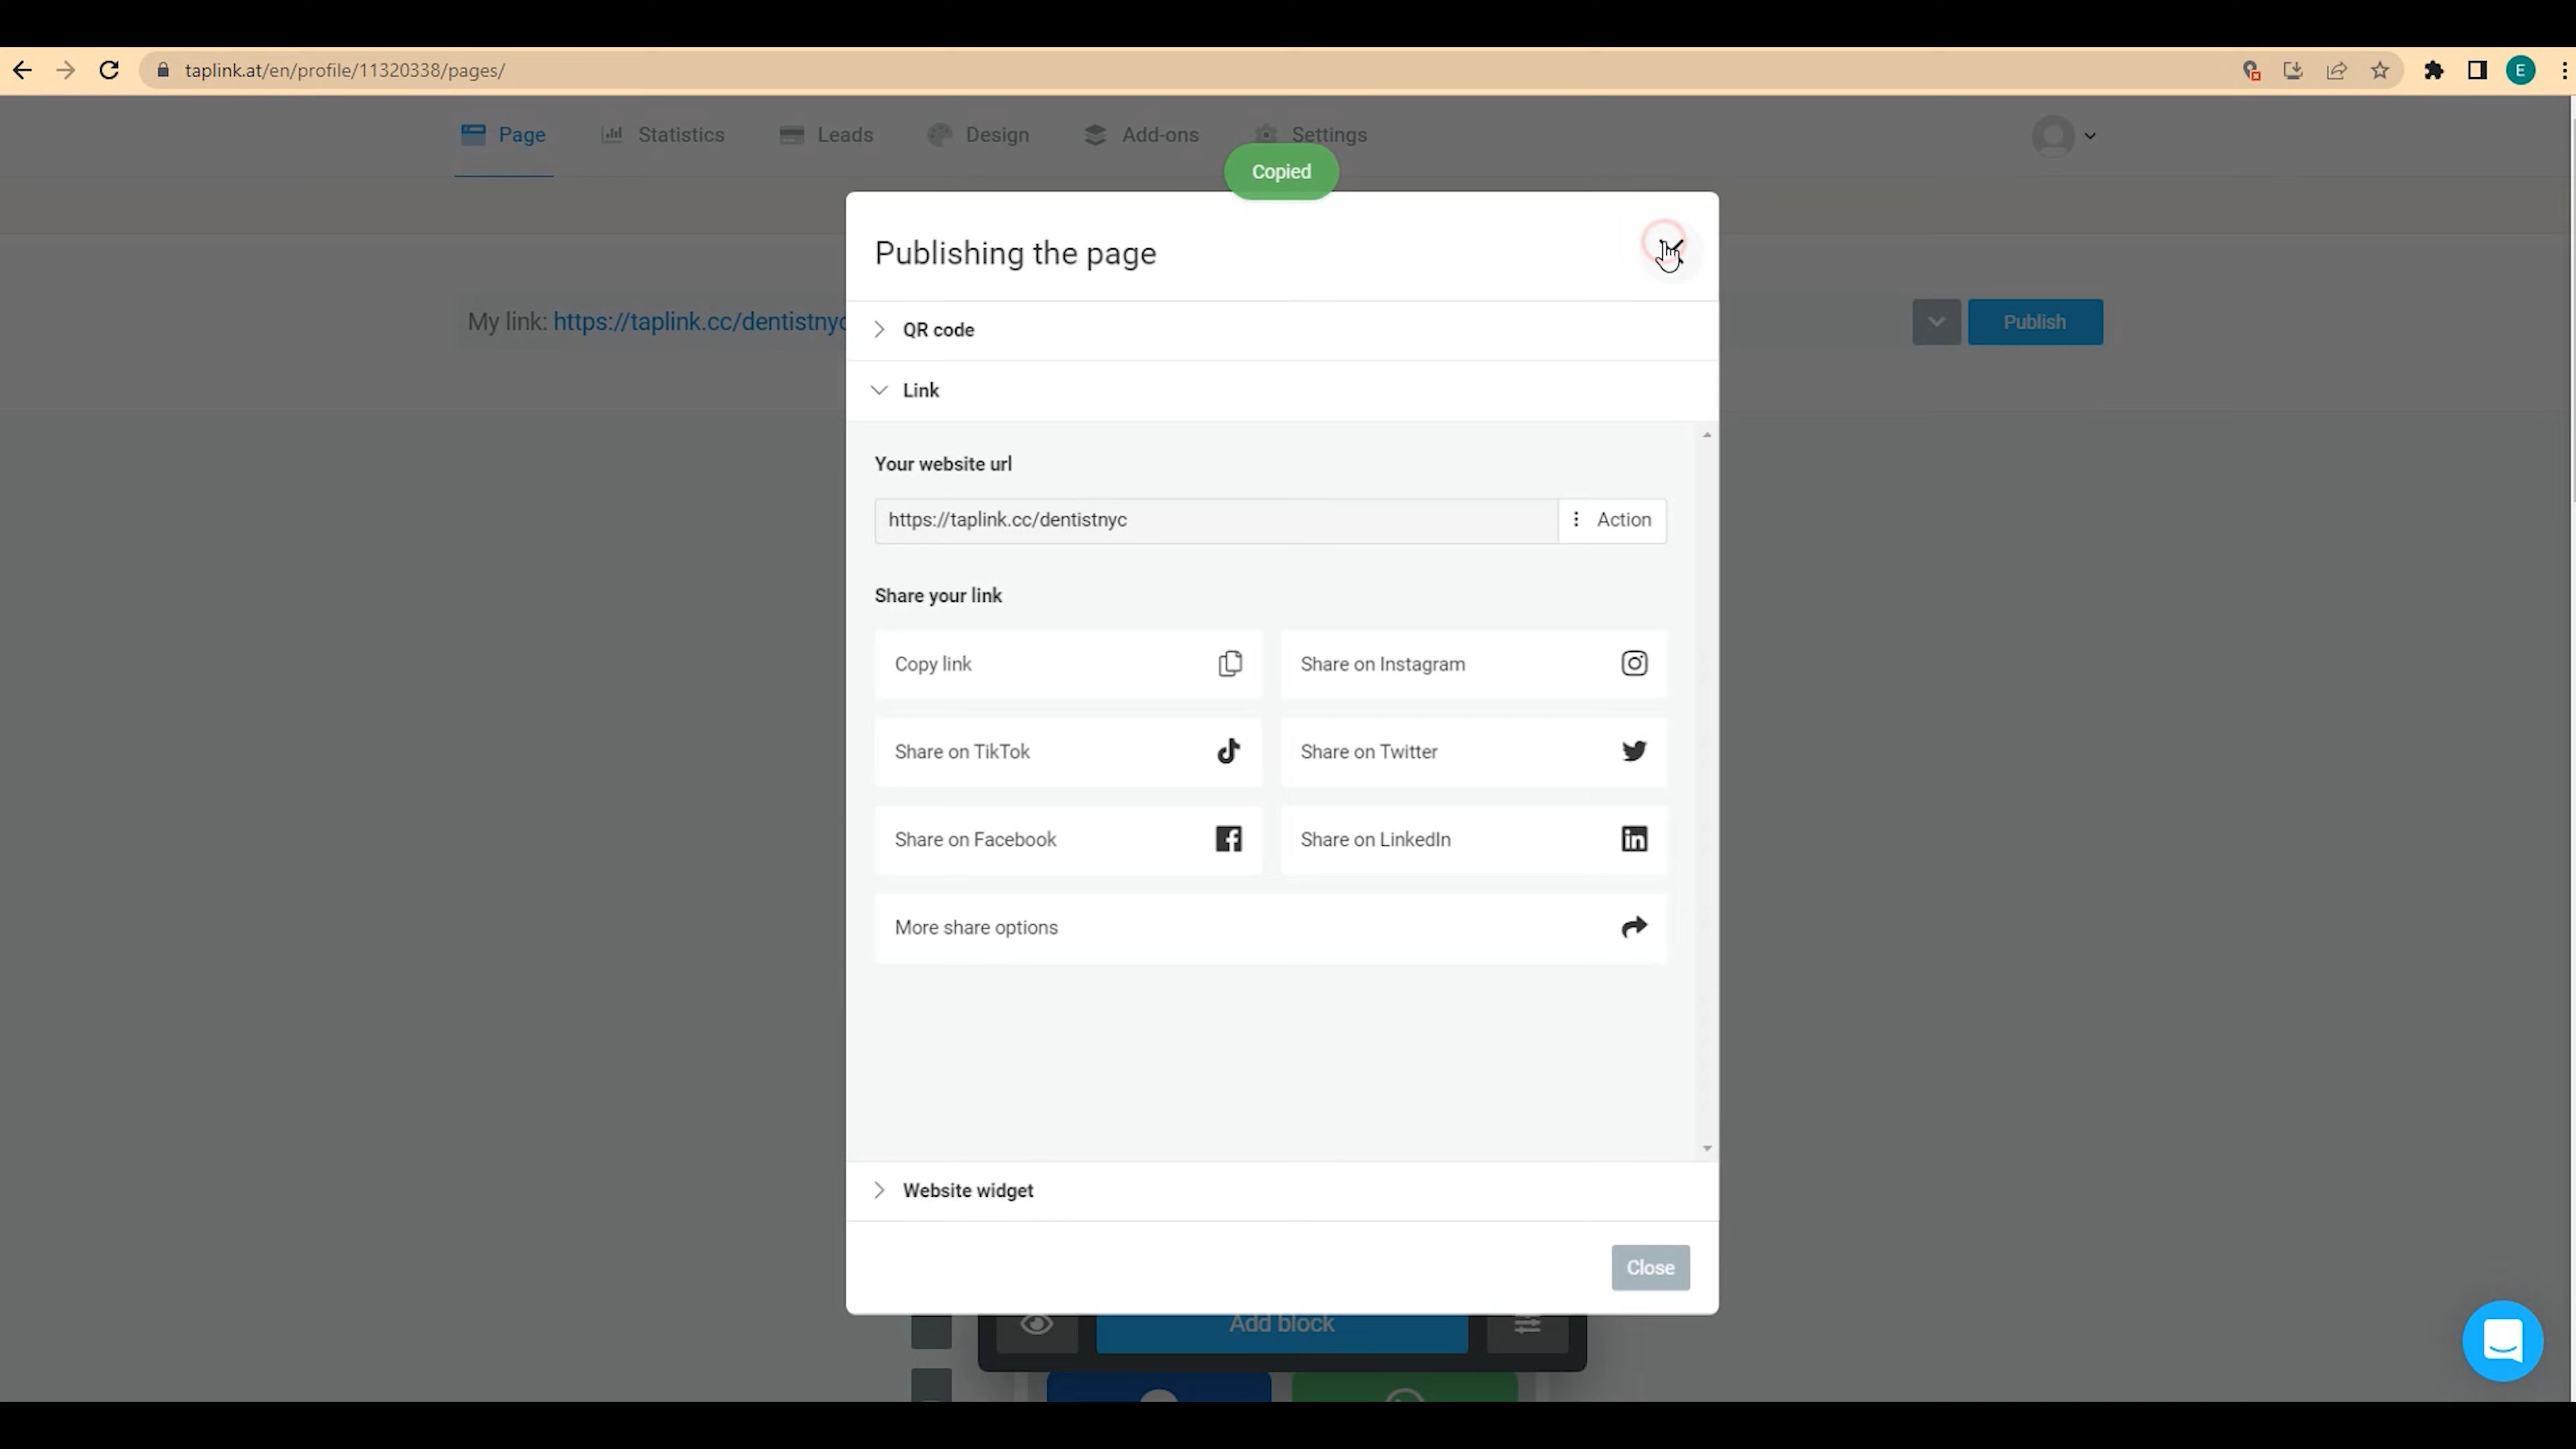 taplink.at/en/profile/11320338/pages/
E
Page Statistics Leads Design Add-ons Settings
Copied
Publishing the page
My link: https://taplink.cc/dentistnyc
Publish
QR code
Link
Your website url
https://taplink.cc/dentistnyc
Action
Share your link
Copy link
Share on Instagram
Share on TikTok
Share on Twitter
Share on Facebook
Share on LinkedIn
More share options
Website widget
Close
Add block